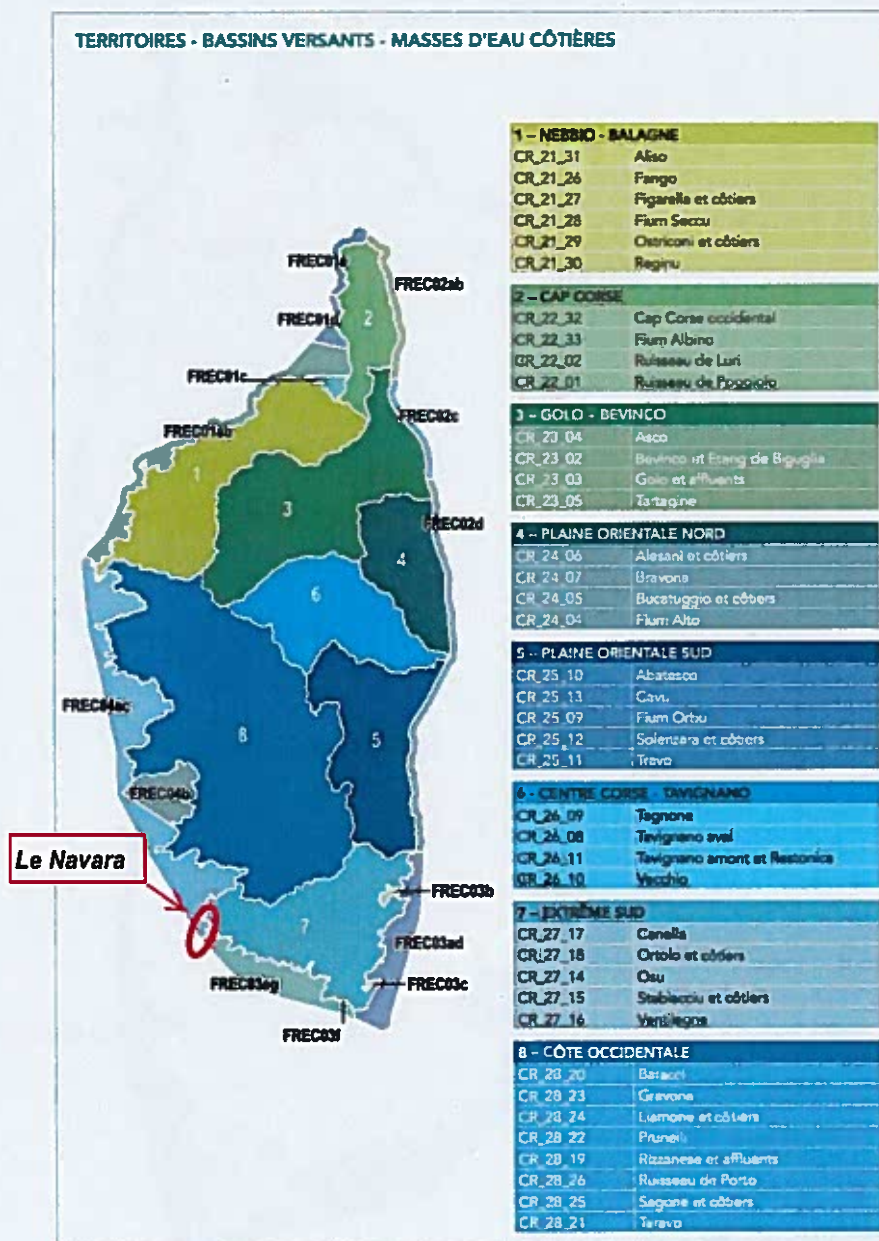 TERRITOIRES - BASSINS VERSANTS - MASSES D'EAU CÔTIÈRES
1 – NEBBIO - BALAGNE
CR_21_31 Aliso
CR_21_26 Fango
CR_21_27 Figarella et côtiers
CR_21_28 Fium Seccu
CR_21_29 Ostriconi et côtiers
CR_21_30 Reginu
2 – CAP CORSE
CR_22_32 Cap Corse occidental
CR_22_33 Fium Albino
CR_22_02 Ruisseau de Luri
CR_22_01 Ruisseau de Poggiolo
3 – GOLO - BEVINCO
CR_23_04 Asco
CR_23_02 Bevinco et Etang de Biguglia
CR_23_03 Golo et affluents
CR_23_05 Tartagine
4 – PLAINE ORIENTALE NORD
CR_24_06 Alesani et côtiers
CR_24_07 Bravona
CR_24_05 Bucatuggio et côtiers
CR_24_04 Fium Alto
5 – PLAINE ORIENTALE SUD
CR_25_10 Abatesco
CR_25_13 Cavu
CR_25_09 Fium Orbu
CR_25_12 Solenzara et côtiers
CR_25_11 Travo
6 - CENTRE CORSE - TAVIGNANO
CR_26_09 Tagnone
CR_26_08 Tavignano aval
CR_26_11 Tavignano amont et Restonica
CR_26_10 Vecchio
7 – EXTRÊME SUD
CR_27_17 Canella
CR_27_18 Ortolo et côtiers
CR_27_14 Osu
CR_27_15 Stabiacciu et côtiers
CR_27_16 Ventilegne
8 – CÔTE OCCIDENTALE
CR_28_20 Baracci
CR_28_23 Gravona
CR_28_24 Liamone et côtiers
CR_28_22 Prunelli
CR_28_19 Rizzanese et affluents
CR_28_26 Ruisseau de Porto
CR_28_25 Sagone et côtiers
CR_28_21 Taravo
FREC02ab
2
FREC01c
FREC02c
FREC01ab
1
3
FREC02d
4
6
FREC04ac
8
5
FREC04b
Le Navara
FREC03b
7
FREC03ad
FREC03eg
FREC03c
FREC03f